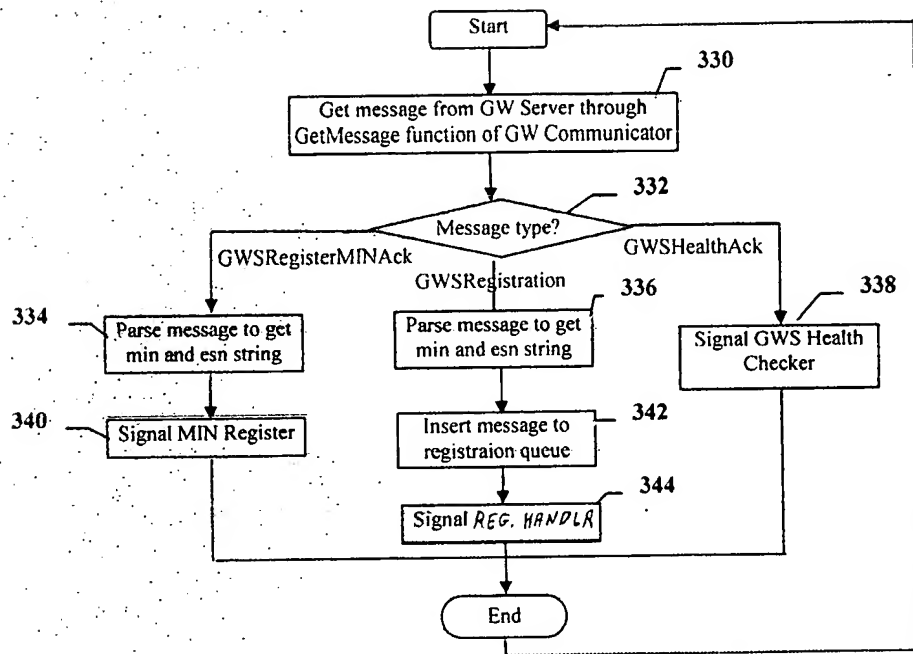 Start
330
Get message from GW Server through
GetMessage function of GW Communicator
332
Message type?
GWSRegisterMINAck
GWSRegistration
GWSHealthAck
334
Parse message to get
min and esn string
336
Parse message to get
min and esn string
338
Signal GWS Health
Checker
340
Signal MIN Register
342
Insert message to
registraion queue
344
Signal REG. HANDLR
End